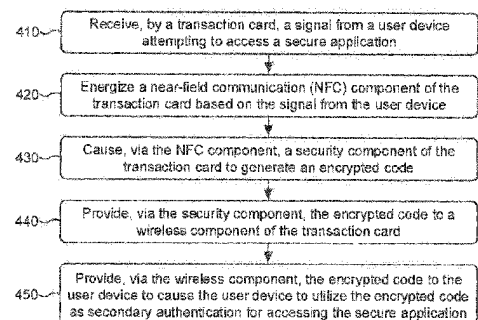 410 Receive, by a transaction card, a signal from a user device
attempting to access a secure application
420 Energize a near-field communication (NFC) component of the
transaction card based on the signal from the user device
430 Cause, via the NFC component, a security component of the
transaction card to generate an encrypted code
440 Provide, via the security component, the encrypted code to a
wireless component of the transaction card
450 Provide, via the wireless component, the encrypted code to the
user device to cause the user device to utilize the encrypted code
as secondary authentication for accessing the secure application